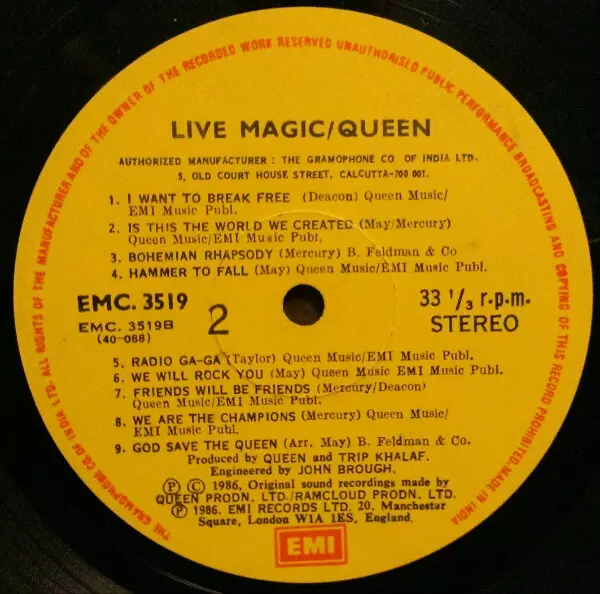 THE GRAMOPHONE CO. OF INDIA LTD. ALL RIGHTS OF THE MANUFACTURER AND OF THE OWNER OF THE RECORDED WORK RESERVED UNAUTHORISED PUBLIC PERFORMANCE BROADCASTING AND COPYING OF THIS RECORD PROHIBITED MADE IN INDIA
LIVE MAGIC/QUEEN
AUTHORIZED MANUFACTURER : THE GRAMOPHONE CO OF INDIA LTD.
5, OLD COURT HOUSE STREET, CALCUTTA-700 001.
1. I WANT TO BREAK FREE (Deacon) Queen Music/
EMI Music Publ.
2. IS THIS THE WORLD WE CREATED (May/Mercury)
Queen Music/EMI Music Publ.
3. BOHEMIAN RHAPSODY (Mercury) B. Feldman & Co
4. HAMMER TO FALL (May) Queen Music/EMI Music Publ.
EMC. 3519
EMC. 3519B
(40-088)
2
33 1/3 r.p.m.
STEREO
5. RADIO GA-GA (Taylor) Queen Music/EMI Music Publ.
6. WE WILL ROCK YOU (May) Queen Music EMI Music Publ.
7. FRIENDS WILL BE FRIENDS (Mercury/Deacon)
Queen Music/EMI Music Publ.
8. WE ARE THE CHAMPIONS (Mercury) Queen Music/
EMI Music Publ.
9. GOD SAVE THE QUEEN (Arr. May) B. Feldman & Co.
Produced by QUEEN and TRIP KHALAF.
Engineered by JOHN BROUGH.
Ⓟ © 1986, Original sound recordings made by
QUEEN PRODN. LTD./RAMCLOUD PRODN. LTD.
Ⓟ 1986. EMI RECORDS LTD. 20, Manchester
Square, London W1A 1ES, England.
EMI